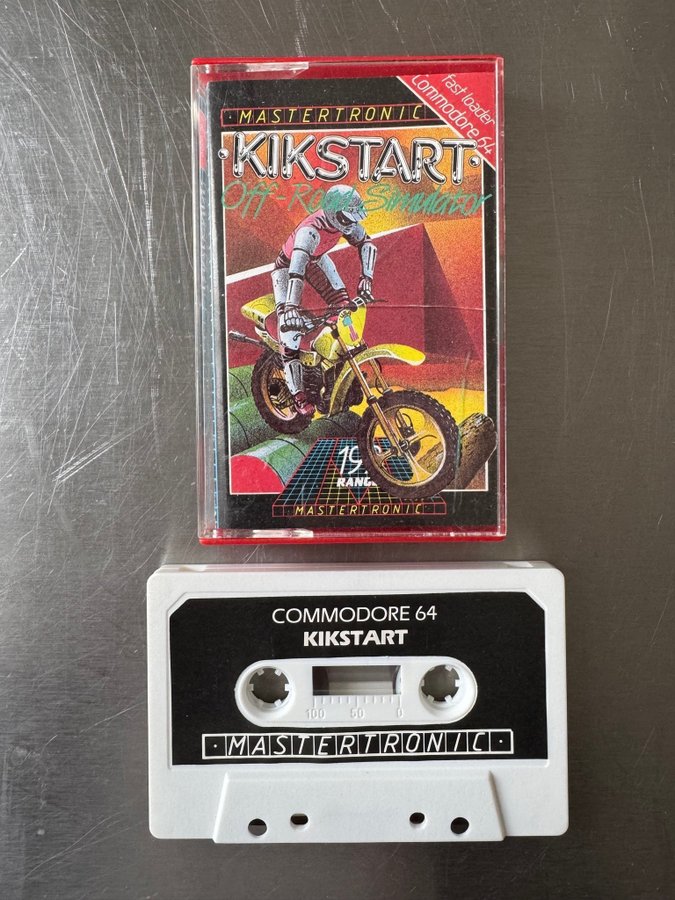 fast loader
Commodore 64
MASTERTRONIC
KIKSTART
Off-Road Simulator
RANGE
MASTERTRONIC
COMMODORE 64
KIKSTART
100 50 0
MASTERTRONIC